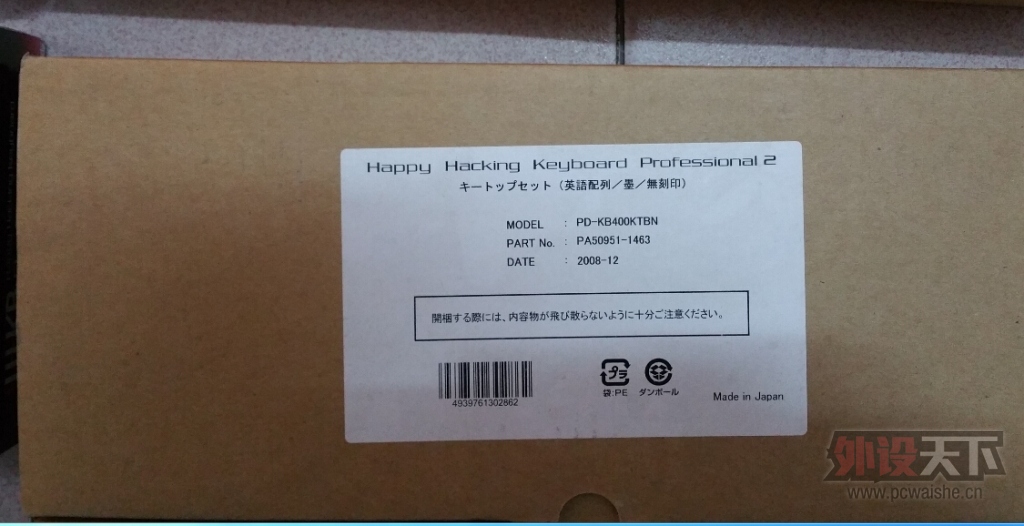 Happy Hacking Keyboard Professional 2
キートップセット（英語配列／墨／無刻印）
MODEL : PD-KB400KTBN
PART No. : PA50951-1463
DATE : 2008-12
開梱する際には、内容物が飛び散らないように十分ご注意ください。
4939761302862
プラ
袋:PE ダンボール
Made in Japan
外设天下
www.pcwaishe.cn